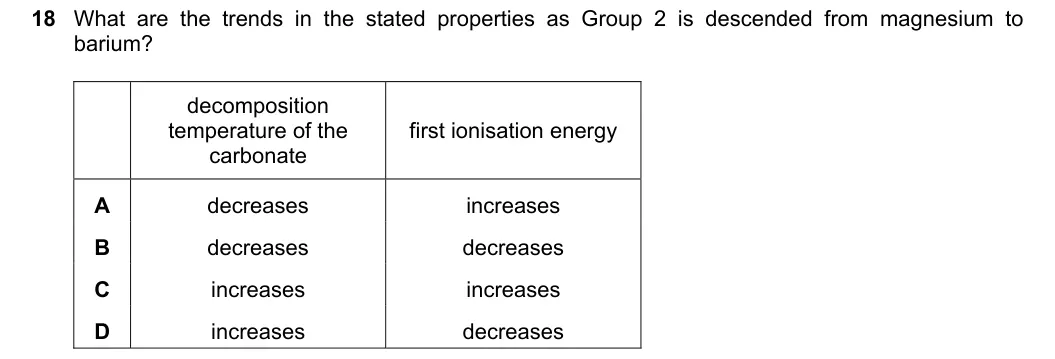 18 What are the trends in the stated properties as Group 2 is descended from magnesium to
barium?
decomposition
temperature of the
carbonate
first ionisation energy
A decreases increases
B decreases decreases
C increases increases
D increases decreases